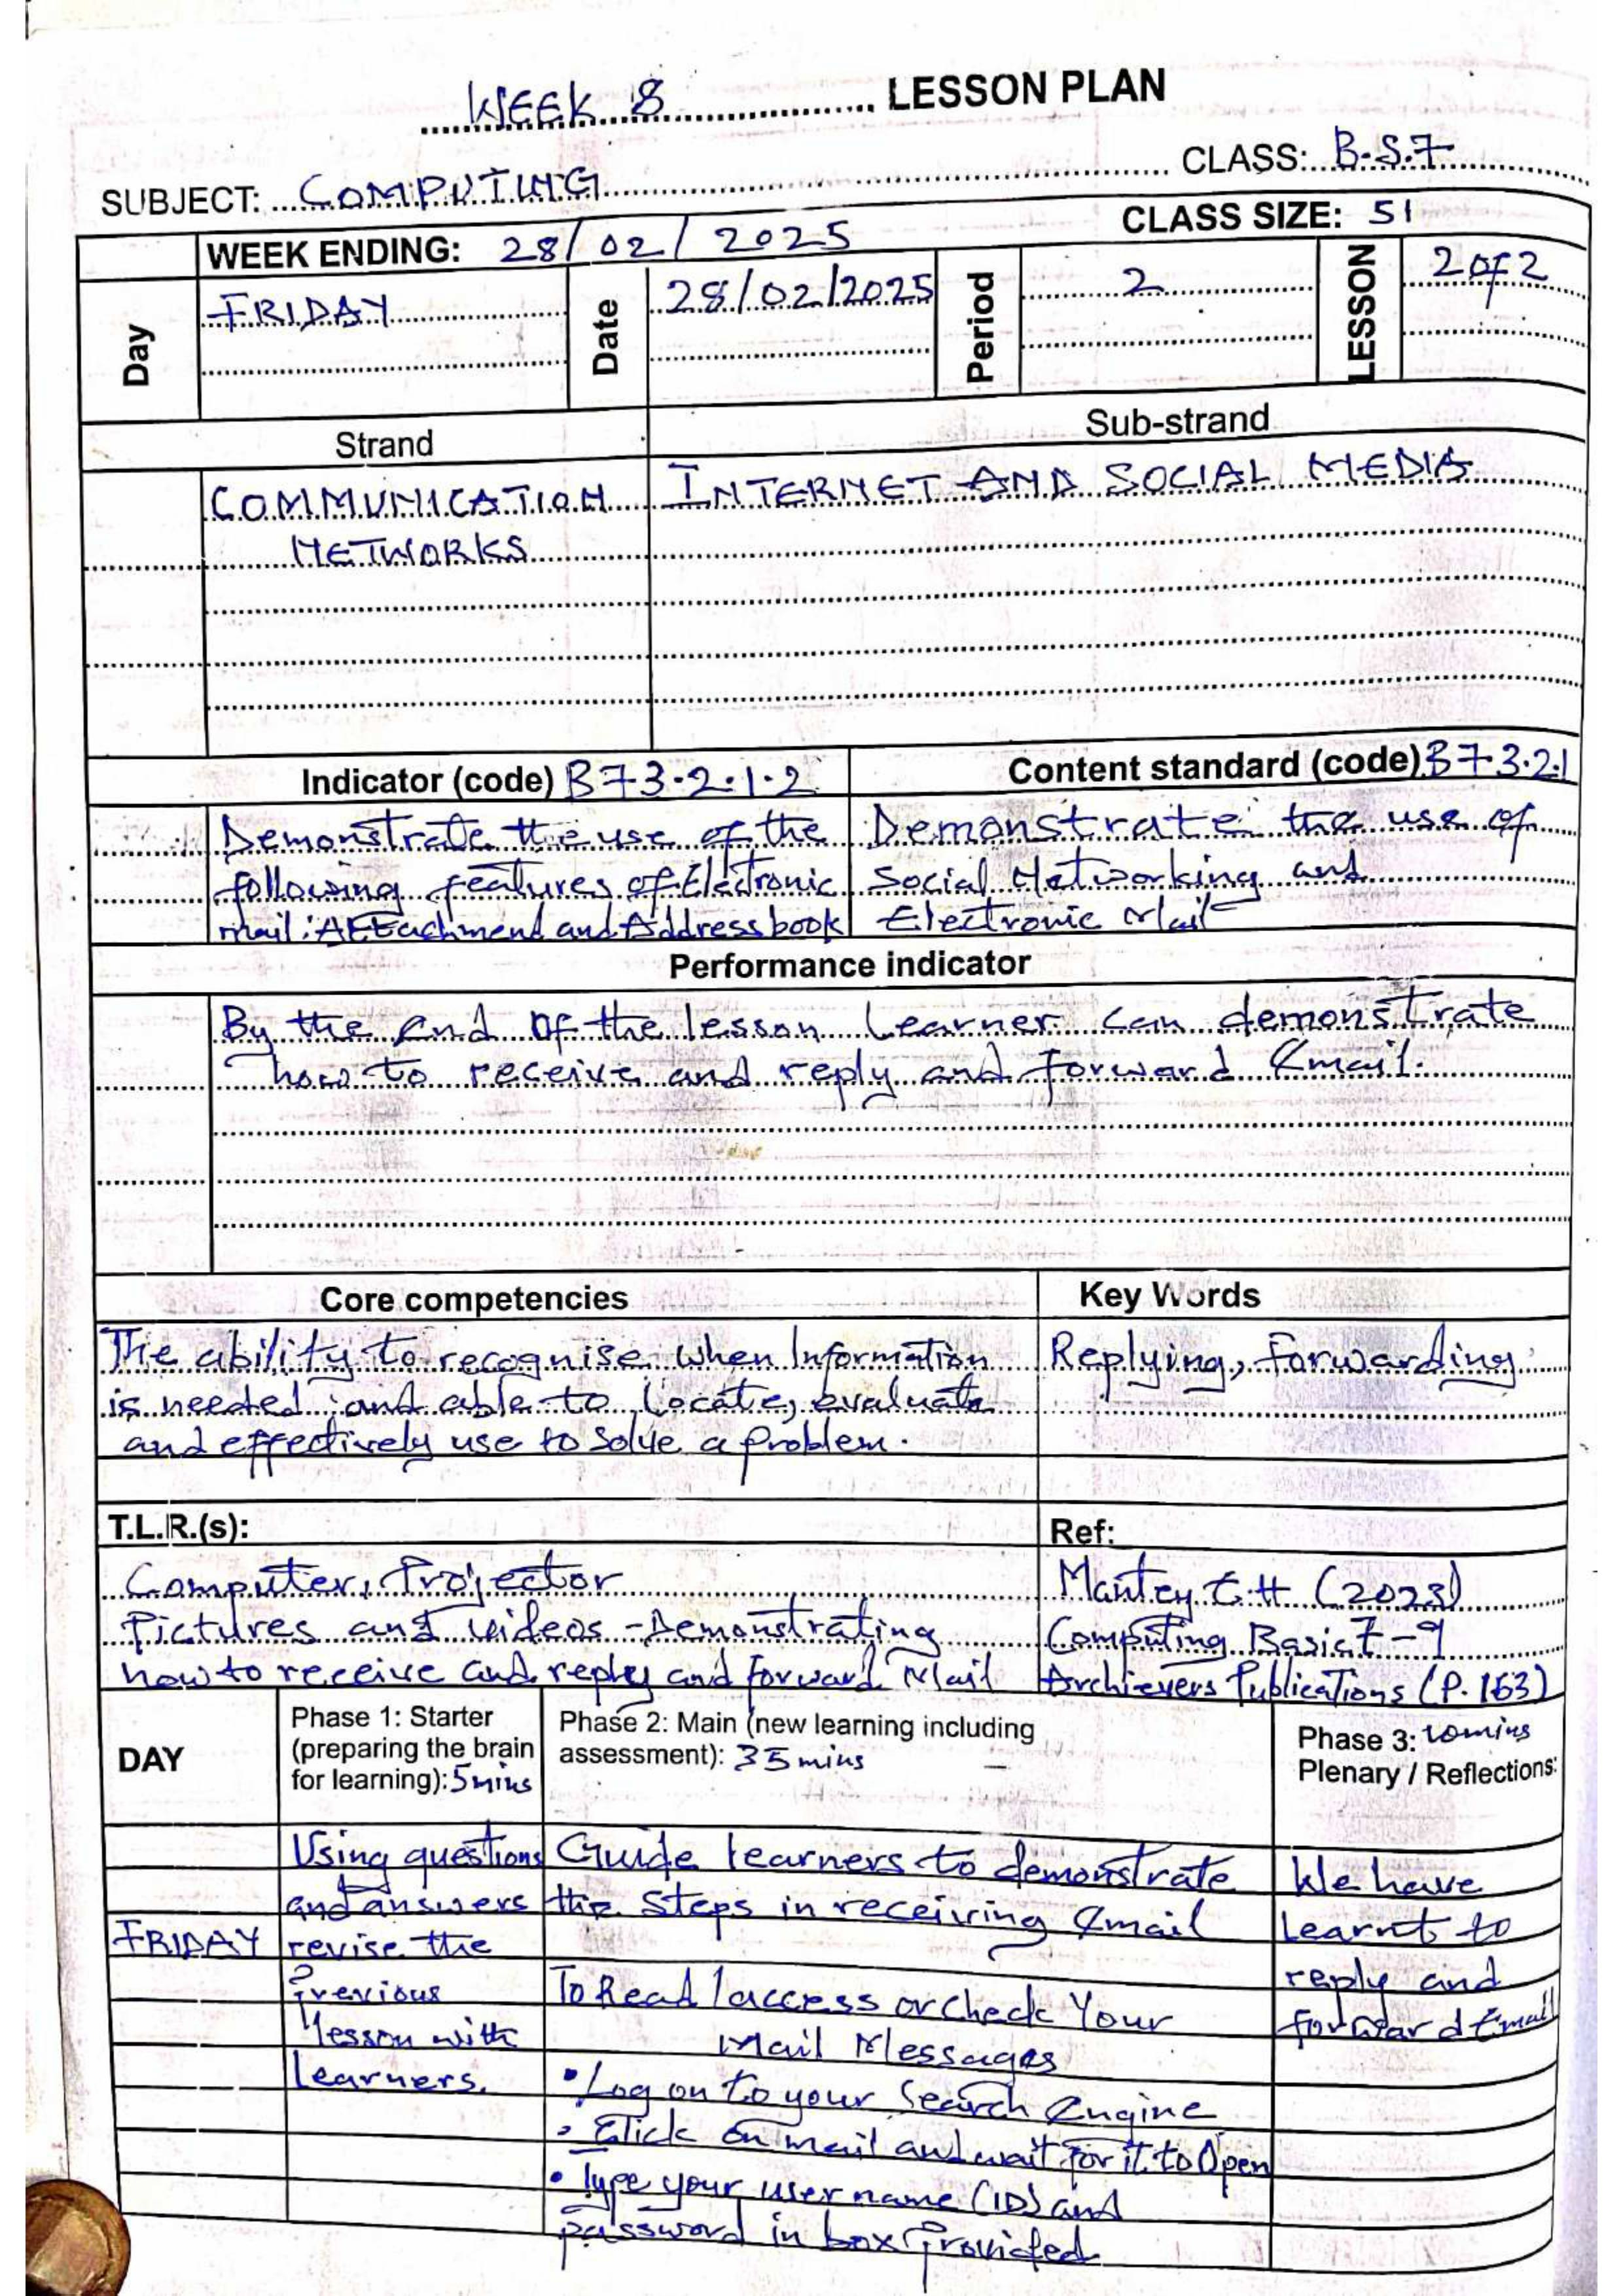 WEEK 8 LESSON PLAN
SUBJECT: COMPUTING CLASS: B.S.7
WEEK ENDING: 28/02/2025 CLASS SIZE: 51
Day FRIDAY Date 28/02/2025 Period 2 LESSON 2 of 2
Strand Sub-strand
COMMUNICATION INTERNET AND SOCIAL MEDIA
NETWORKS
Indicator (code) B73.2.1.2 Content standard (code) B73.2.1
Demonstrate the use of the Demonstrate the use of
following features of Electronic Social Networking and
mail: Attachment and Address book Electronic Mail
Performance indicator
By the end of the lesson Learner can demonstrate
how to receive and reply and forward Email.
Core competencies Key Words
The ability to recognise when Information Replying, Forwarding
is needed and able to Locate, evaluate
and effectively use to solve a problem.
T.L.R.(s): Ref:
Computer, Projector Mantey E.H (2023)
Pictures and Videos - Demonstrating Computing Basic 7-9
how to receive and reply and forward Mail Archievers Publications (P. 163)
DAY
Phase 1: Starter
(preparing the brain
for learning): 5mins
Phase 2: Main (new learning including
assessment): 35 mins
Phase 3: 10mins
Plenary / Reflections:
FRIDAY
Using questions
and answers
revise the
Previous
lesson with
Learners.
Guide learners to demonstrate
the Steps in receiving Email
To Read / access or Check Your
Mail Messages
• Log on to your Search Engine
• Click on mail and wait for it to Open
• Type your user name (ID) and
password in box Provided
We have
Learnt to
reply and
forward Email